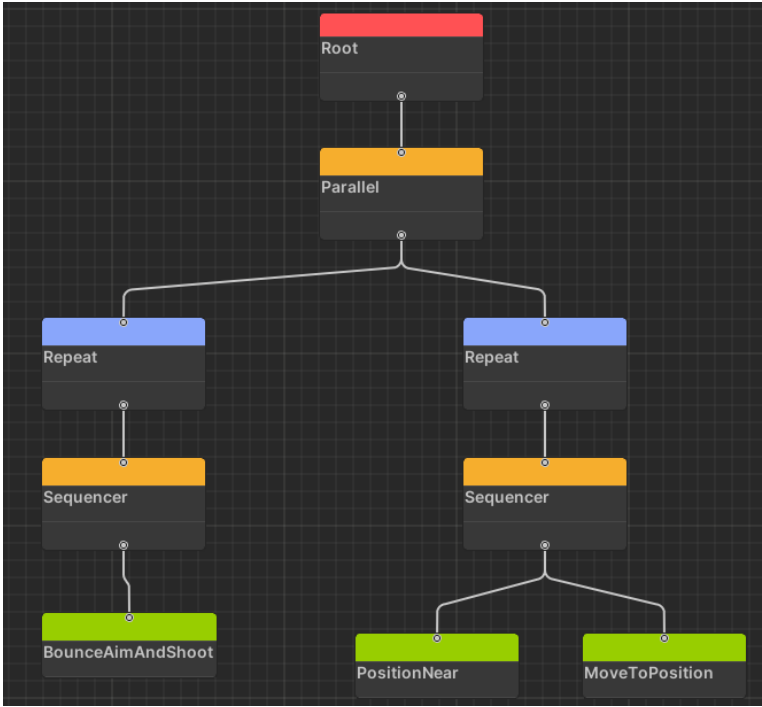 Root
Parallel
Repeat
Repeat
Sequencer
Sequencer
BounceAimAndShoot
PositionNear
MoveToPosition